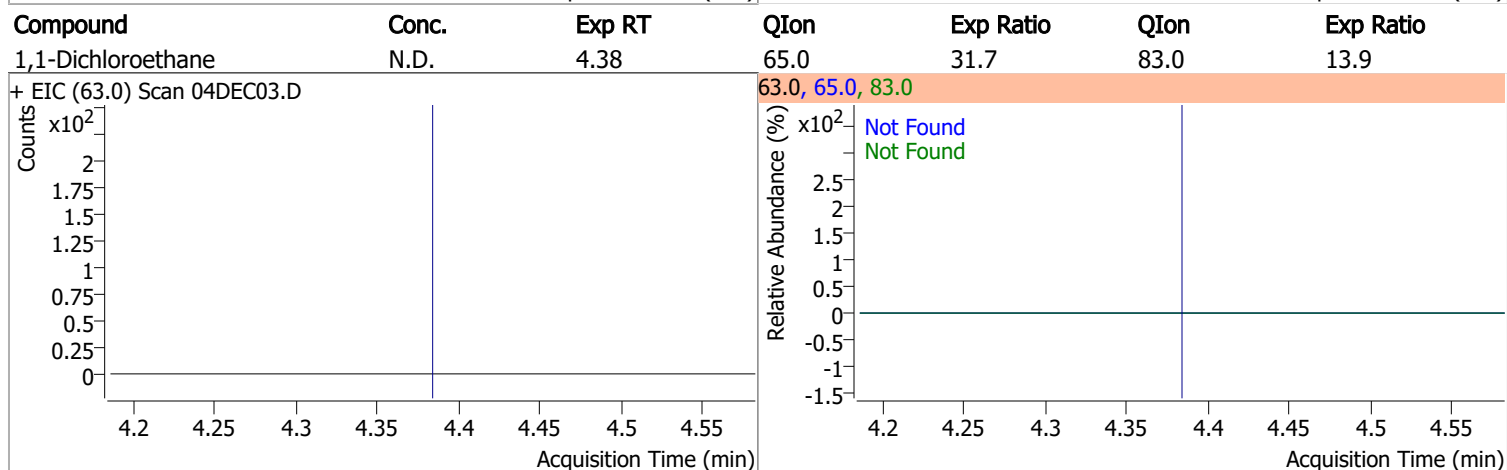 Compound Conc. Exp RT QIon Exp Ratio QIon Exp Ratio
1,1-Dichloroethane N.D. 4.38 65.0 31.7 83.0 13.9
+ EIC (63.0) Scan 04DEC03.D
Counts
x10²
2
1.75
1.5
1.25
1
0.75
0.5
0.25
0
4.2 4.25 4.3 4.35 4.4 4.45 4.5 4.55
Acquisition Time (min)
63.0, 65.0, 83.0
Relative Abundance (%)
x10²
Not Found
Not Found
2.5
2
1.5
1
0.5
0
-0.5
-1
-1.5
4.2 4.25 4.3 4.35 4.4 4.45 4.5 4.55
Acquisition Time (min)